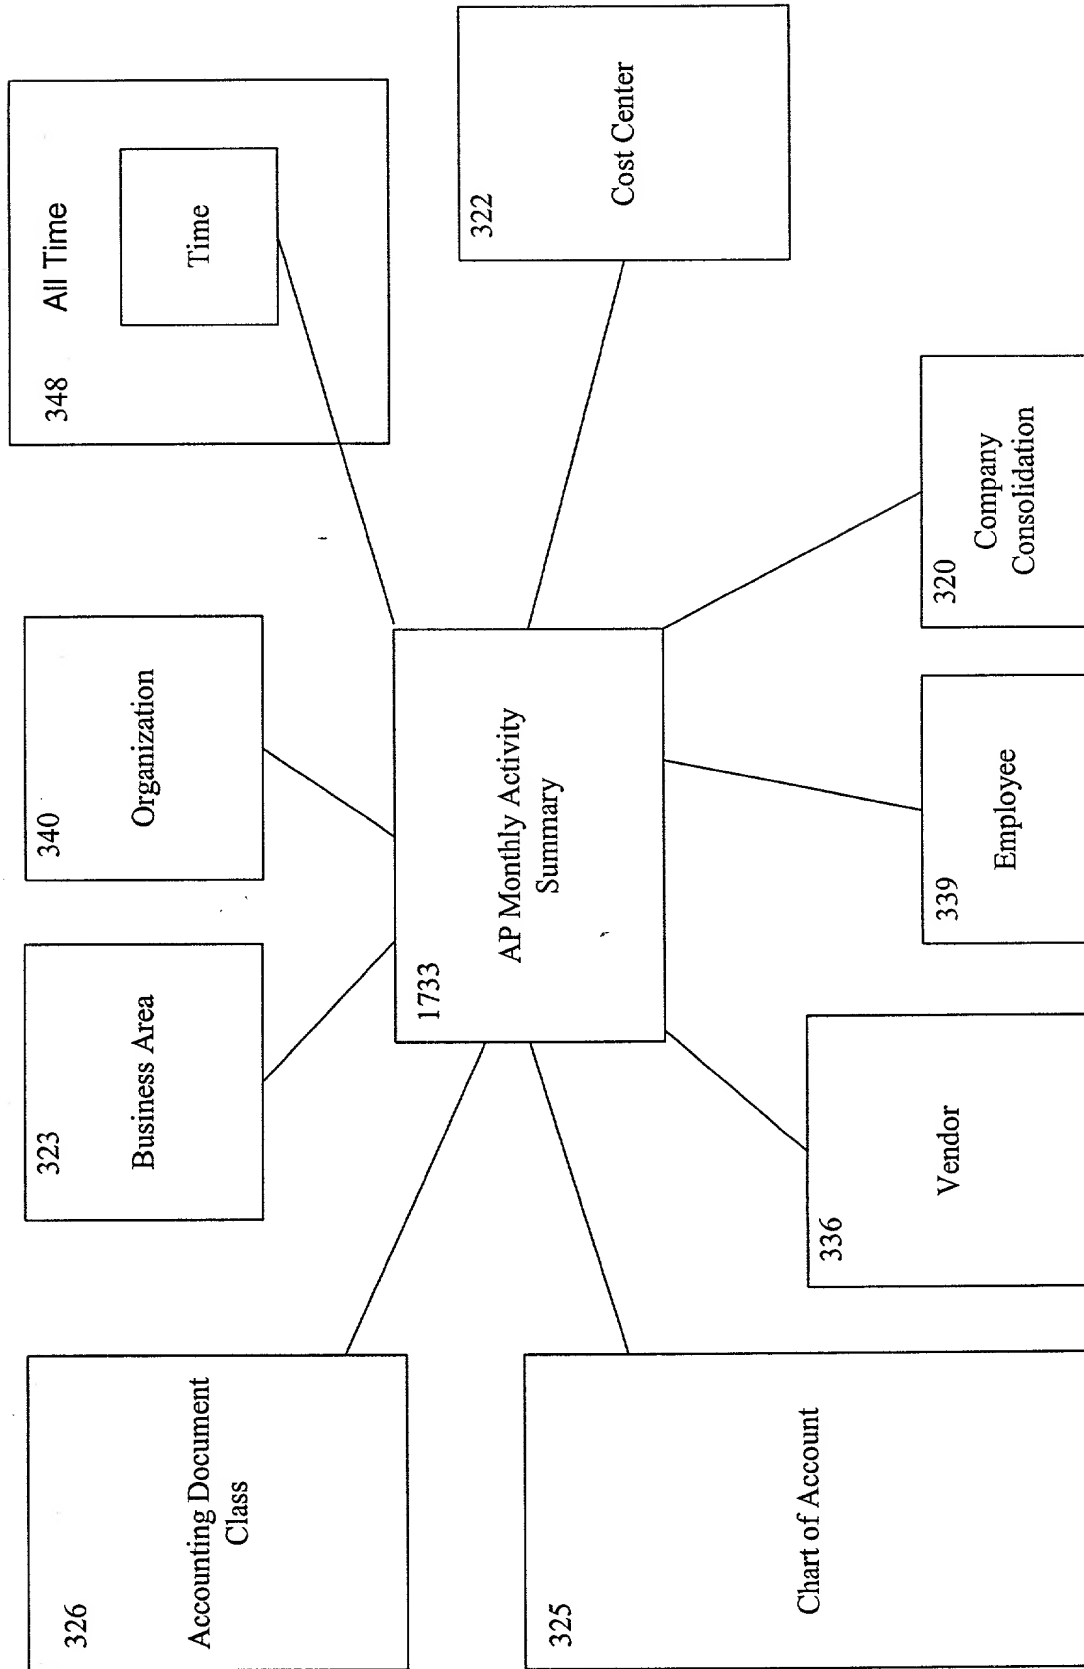 326
Accounting Document
Class
323
Business Area
340
Organization
348
All Time
Time
1733
AP Monthly Activity
Summary
322
Cost Center
325
Chart of Account
336
Vendor
339
Employee
320
Company
Consolidation